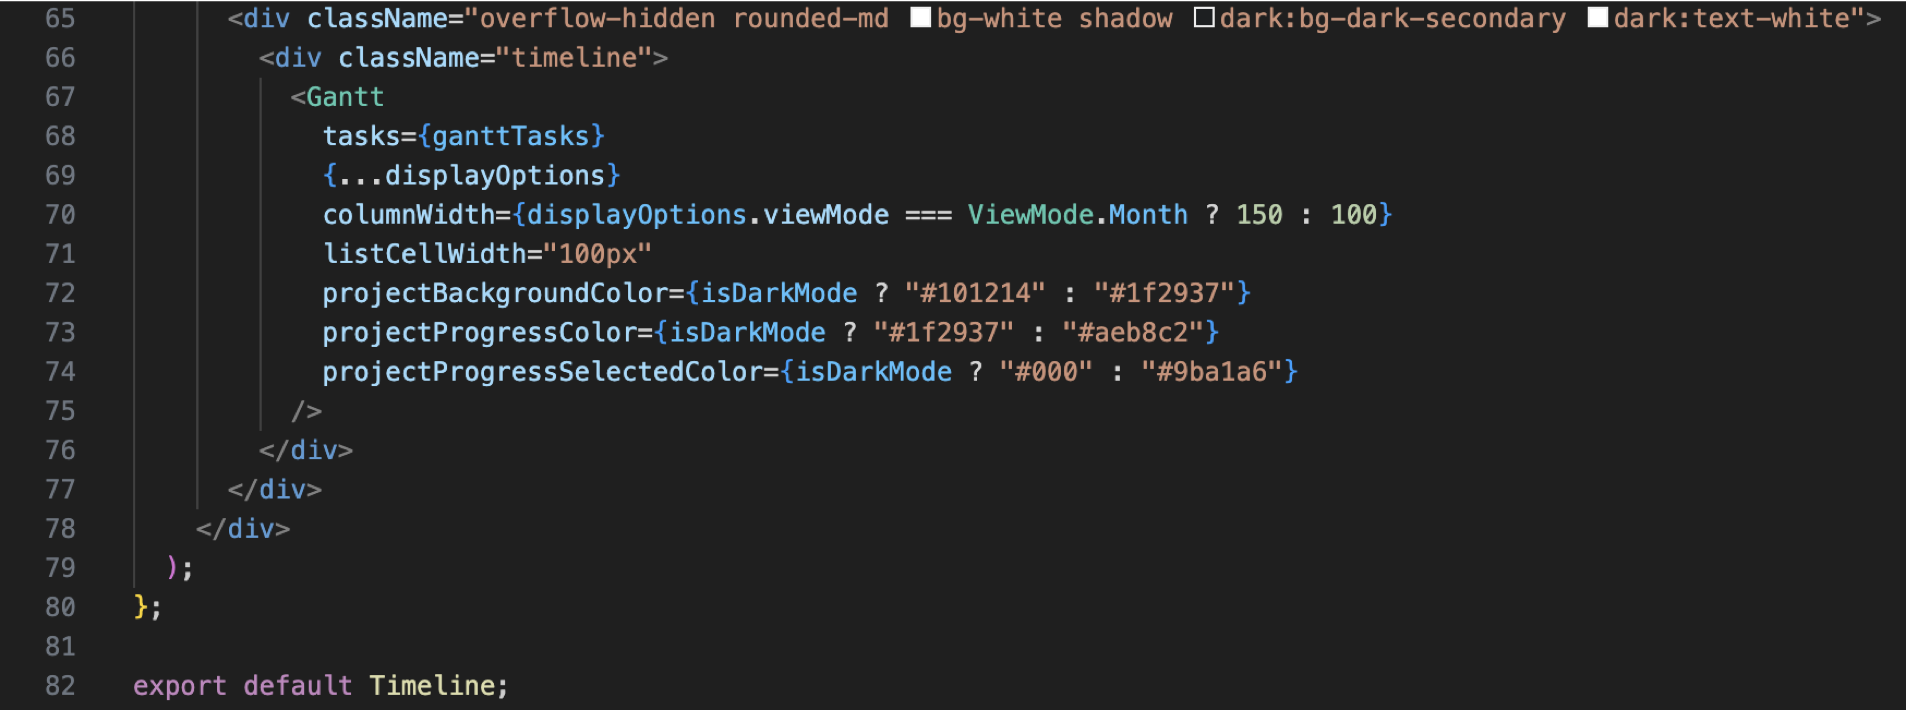 65 <div className="overflow-hidden rounded-md bg-white shadow dark:bg-dark-secondary dark:text-white">
66 <div className="timeline">
67 <Gantt
68 tasks={ganttTasks}
69 {...displayOptions}
70 columnWidth={displayOptions.viewMode === ViewMode.Month ? 150 : 100}
71 listCellWidth="100px"
72 projectBackgroundColor={isDarkMode ? "#101214" : "#1f2937"}
73 projectProgressColor={isDarkMode ? "#1f2937" : "#aeb8c2"}
74 projectProgressSelectedColor={isDarkMode ? "#000" : "#9ba1a6"}
75 />
76 </div>
77 </div>
78 </div>
79 );
80 };
81
82 export default Timeline;